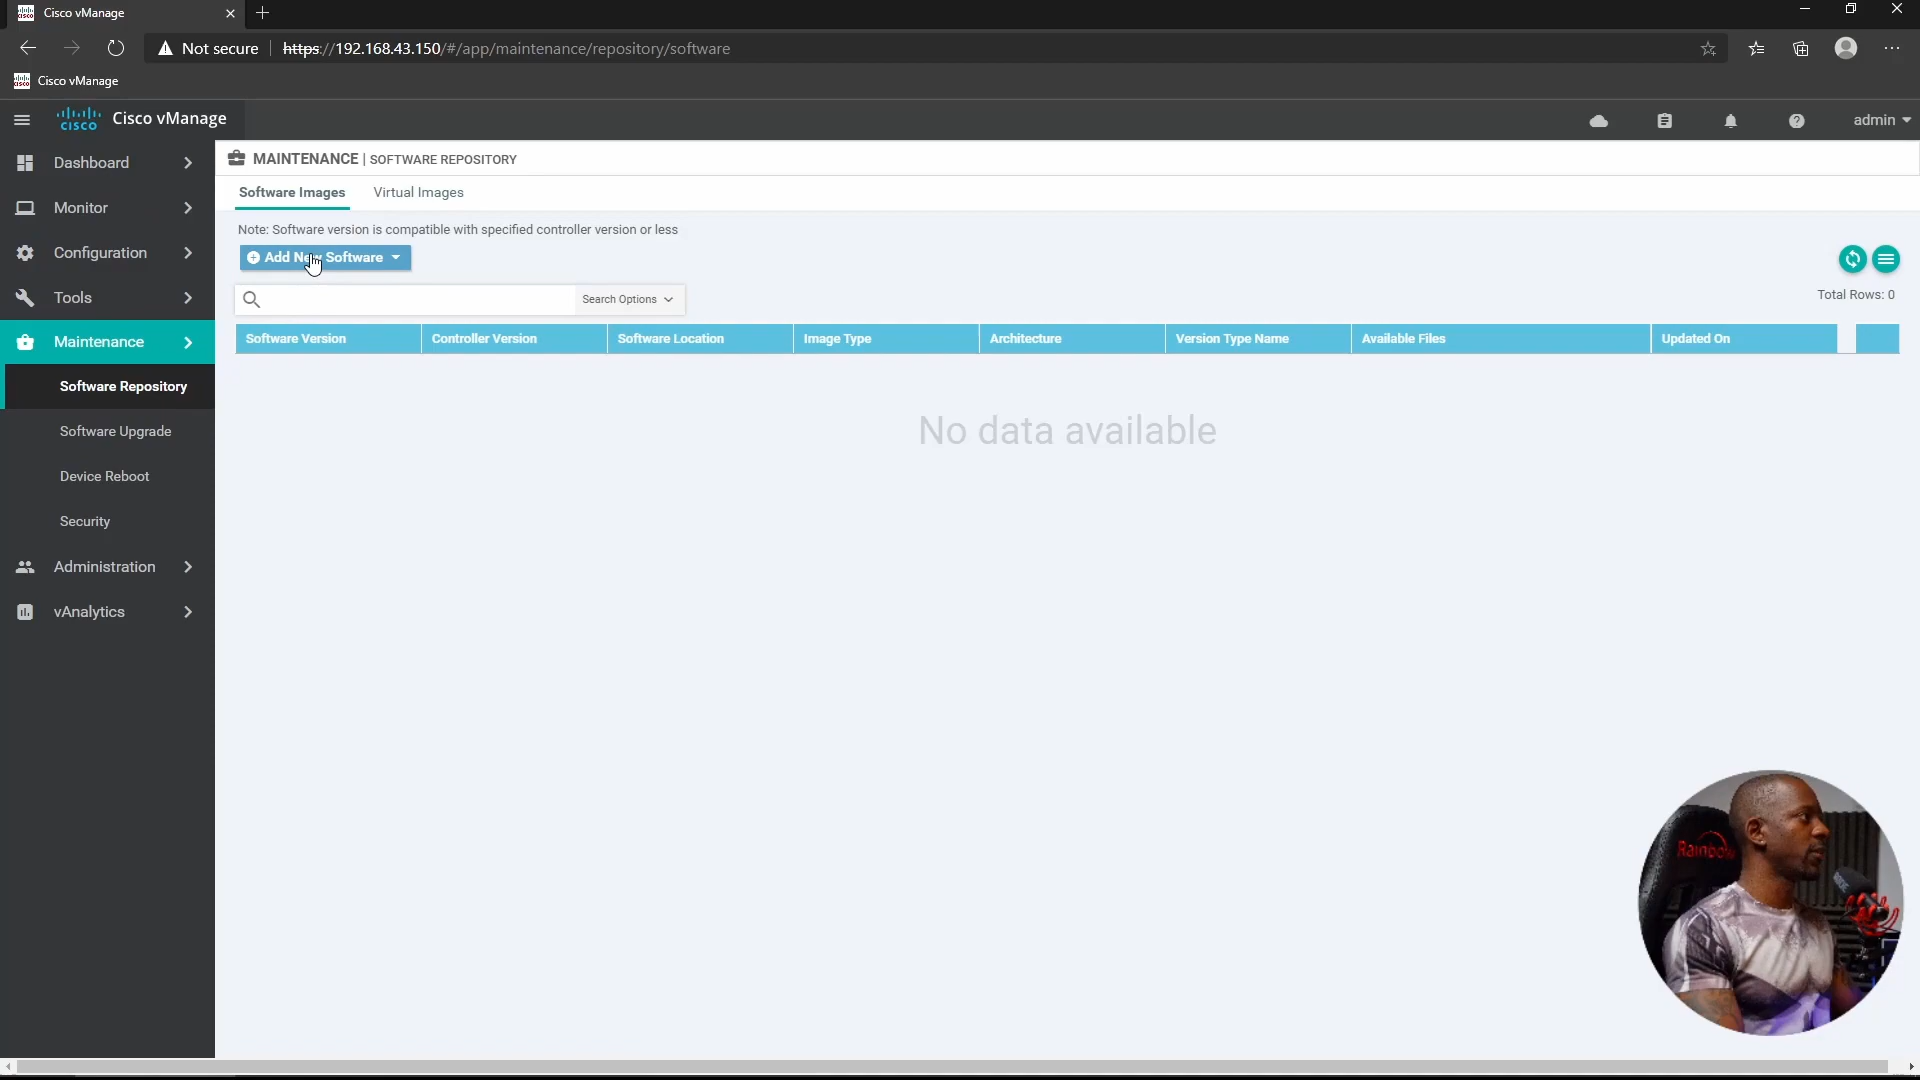 Cisco vManage
Not secure https://192.168.43.150/#/app/maintenance/repository/software
Cisco vManage
cisco Cisco vManage
admin
Dashboard
Monitor
Configuration
Tools
Maintenance
Software Repository
Software Upgrade
Device Reboot
Security
Administration
vAnalytics
MAINTENANCE | SOFTWARE REPOSITORY
Software Images Virtual Images
Note: Software version is compatible with specified controller version or less
Add New Software
Search Options
Total Rows: 0
Software Version Controller Version Software Location Image Type Architecture Version Type Name Available Files Updated On
No data available